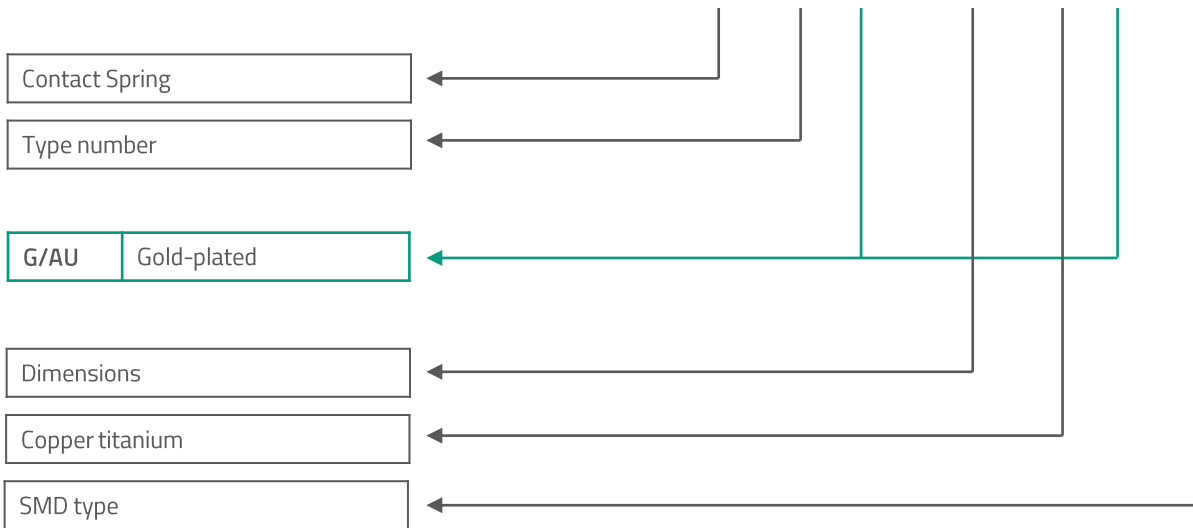 Contact Spring
Type number
G/AU Gold-plated
Dimensions
Copper titanium
SMD type